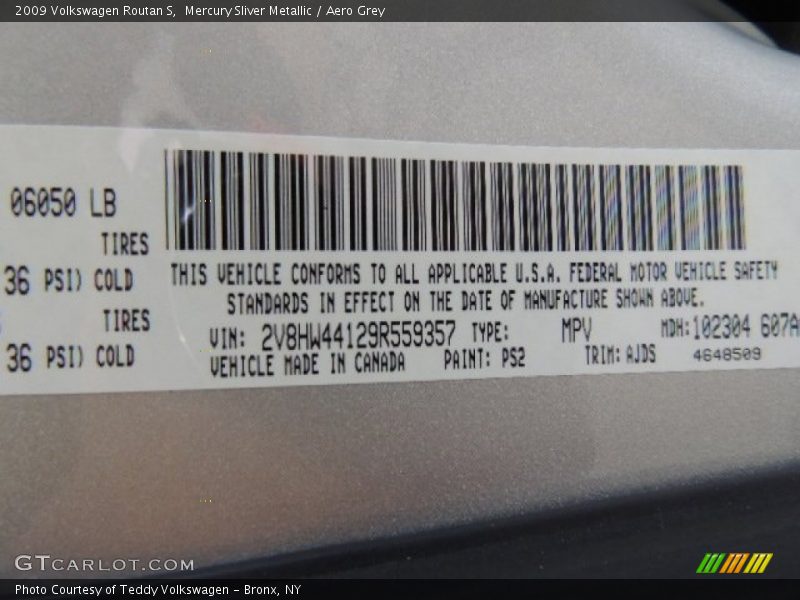 2009 Volkswagen Routan S,  Mercury Sliver Metallic / Aero Grey
06050 LB
TIRES
36 PSI) COLD
TIRES
36 PSI) COLD
THIS VEHICLE CONFORMS TO ALL APPLICABLE U.S.A. FEDERAL MOTOR VEHICLE SAFETY
STANDARDS IN EFFECT ON THE DATE OF MANUFACTURE SHOWN ABOVE.
VIN: 2V8HW44129R559357 TYPE: MPV MDH:102304 607A
VEHICLE MADE IN CANADA PAINT: PS2 TRIM: AJDS 4648509
GTCARLOT.COM
Photo Courtesy of Teddy Volkswagen - Bronx, NY